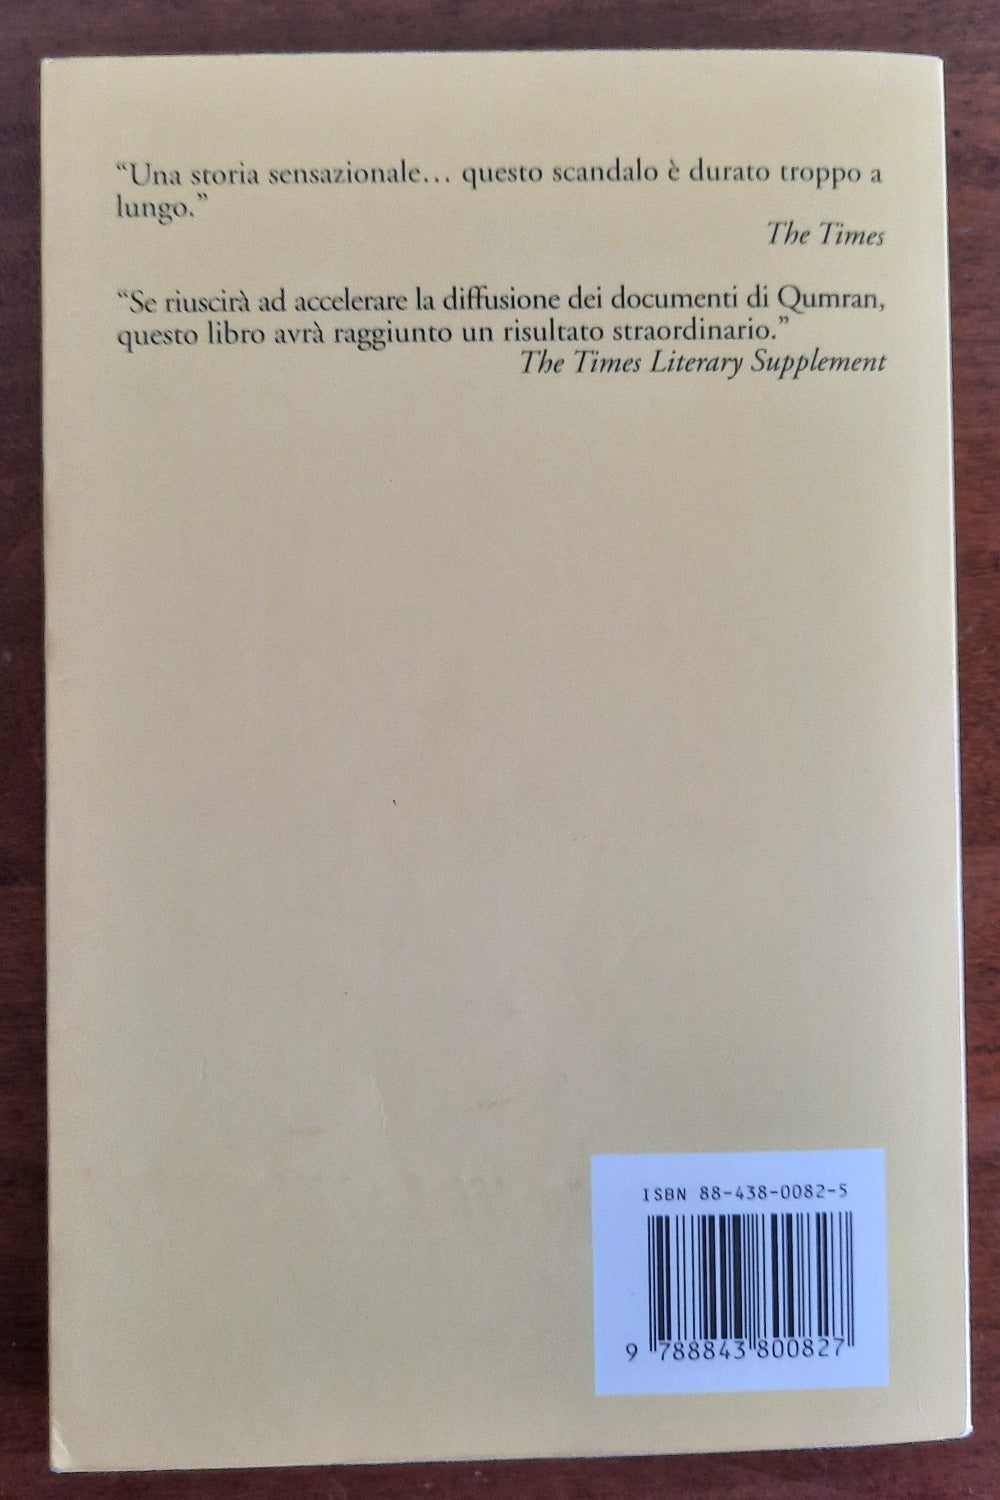 “Una storia sensazionale... questo scandalo è durato troppo a
lungo.”
The Times
“Se riuscirà ad accelerare la diffusione dei documenti di Qumran,
questo libro avrà raggiunto un risultato straordinario.”
The Times Literary Supplement
ISBN 88-438-0082-5
9 788843 800827